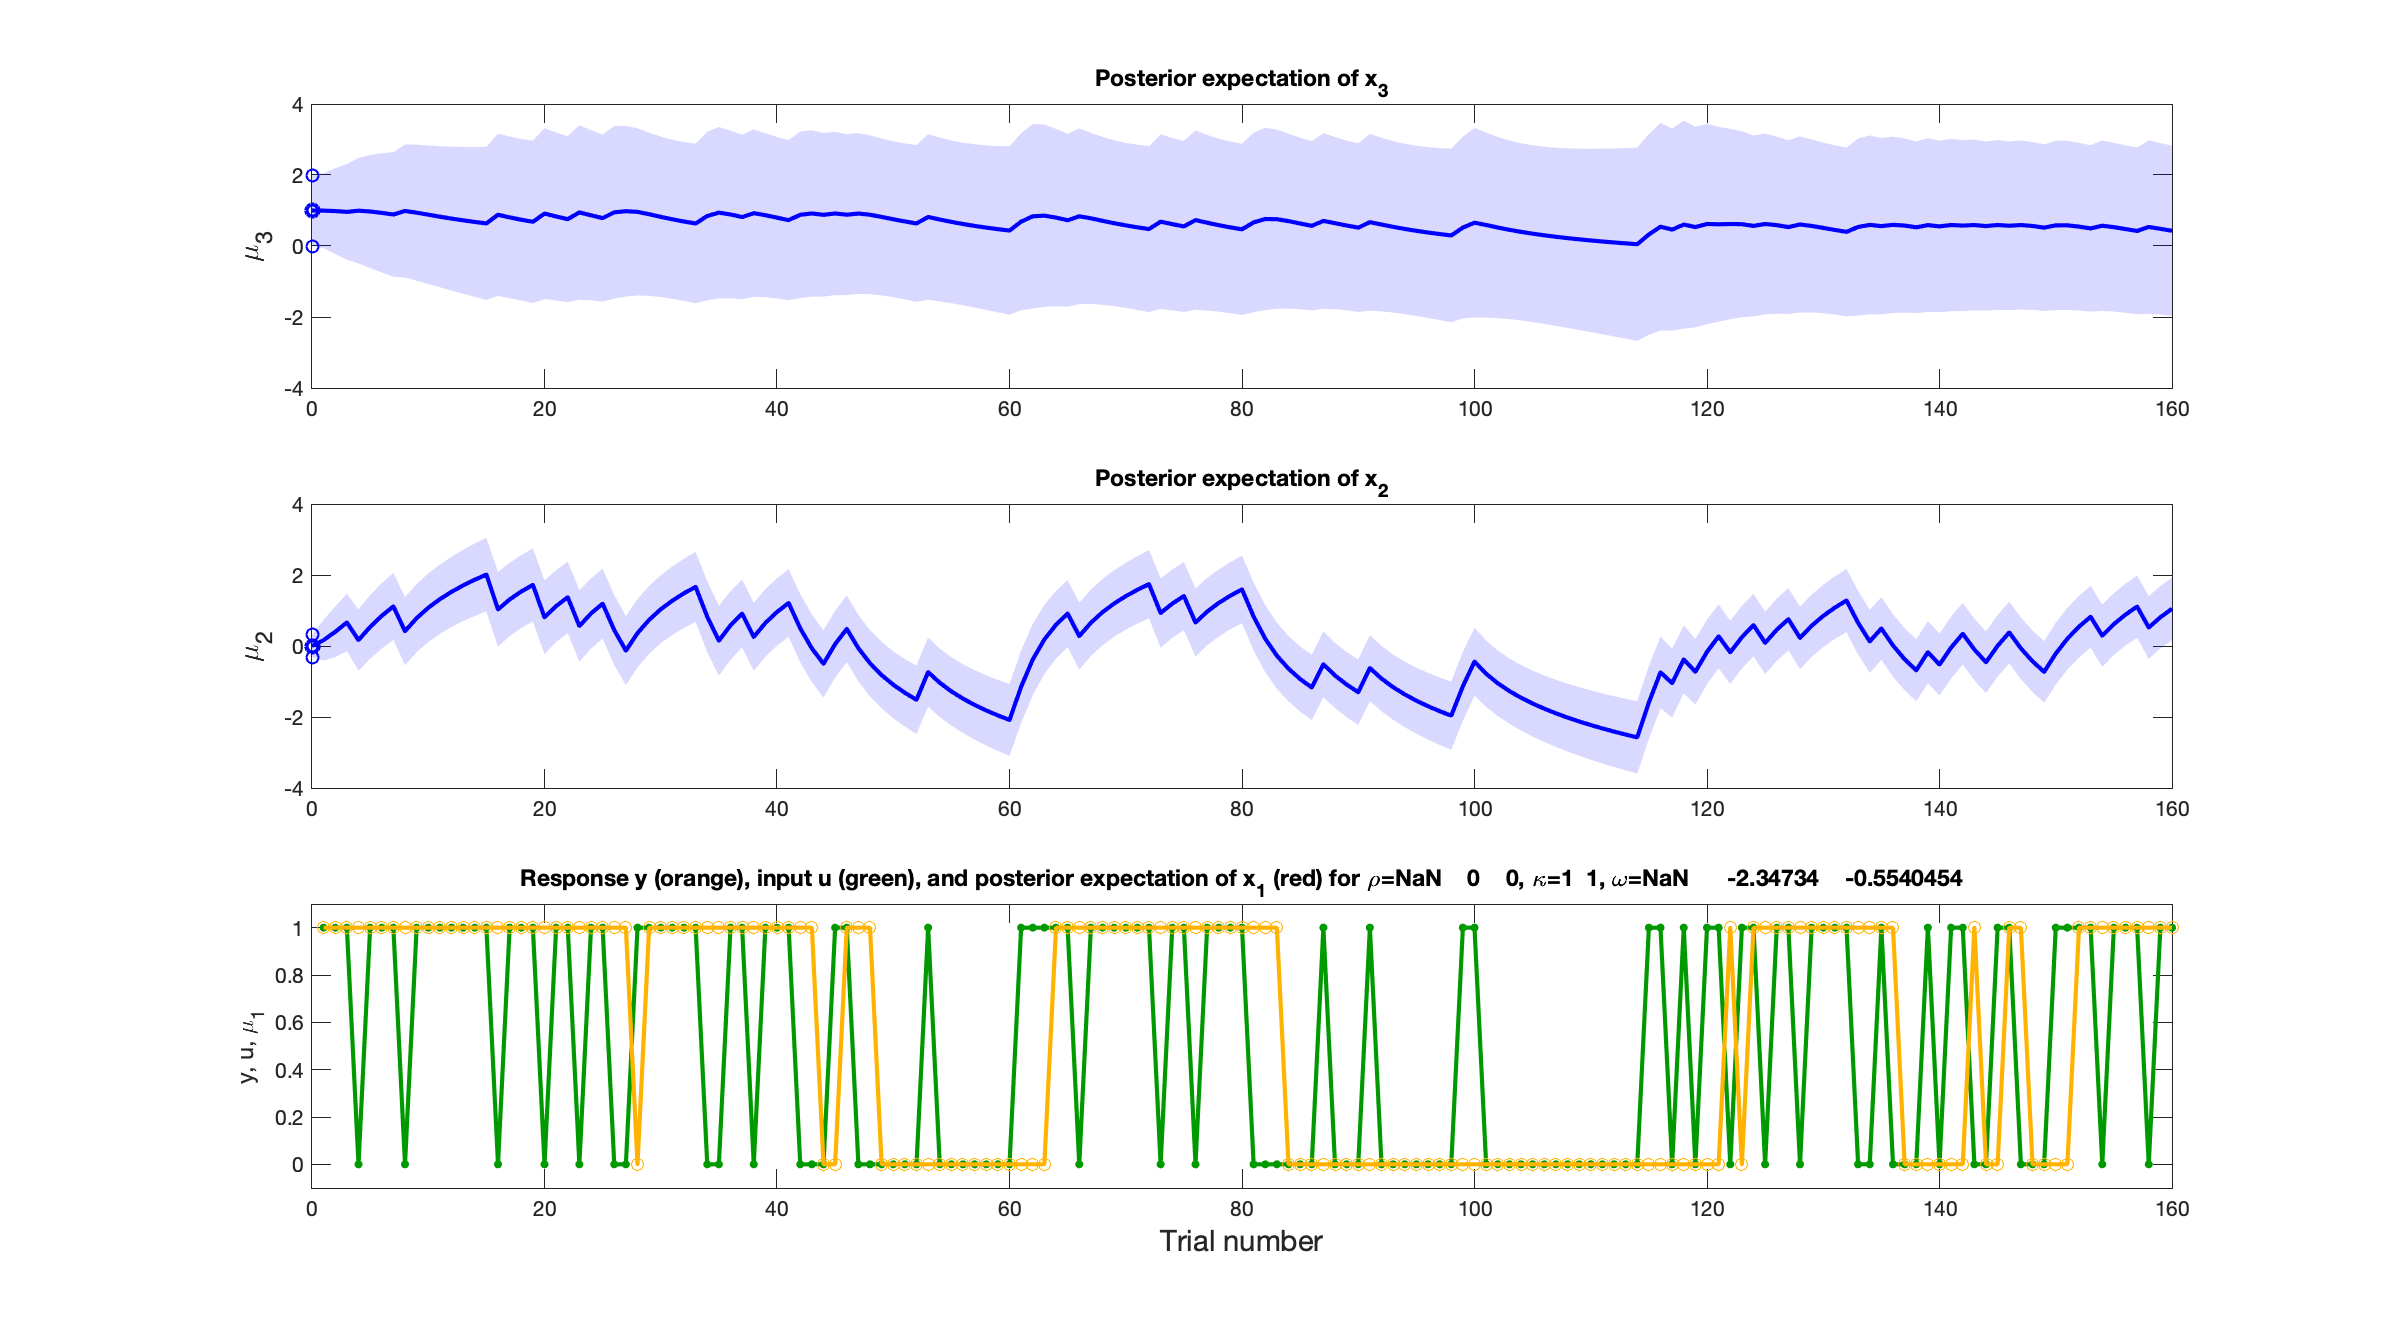 Posterior expectation of x3
4
2
0
-2
-4
μ3
0 20 40 60 80 100 120 140 160
Posterior expectation of x2
4
2
0
-2
-4
μ2
0 20 40 60 80 100 120 140 160
Response y (orange), input u (green), and posterior expectation of x1 (red) for ρ=NaN 0 0, κ=1 1, ω=NaN -2.34734 -0.5540454
1
0.8
0.6
0.4
0.2
0
y, u, μ1
0 20 40 60 80 100 120 140 160
Trial number